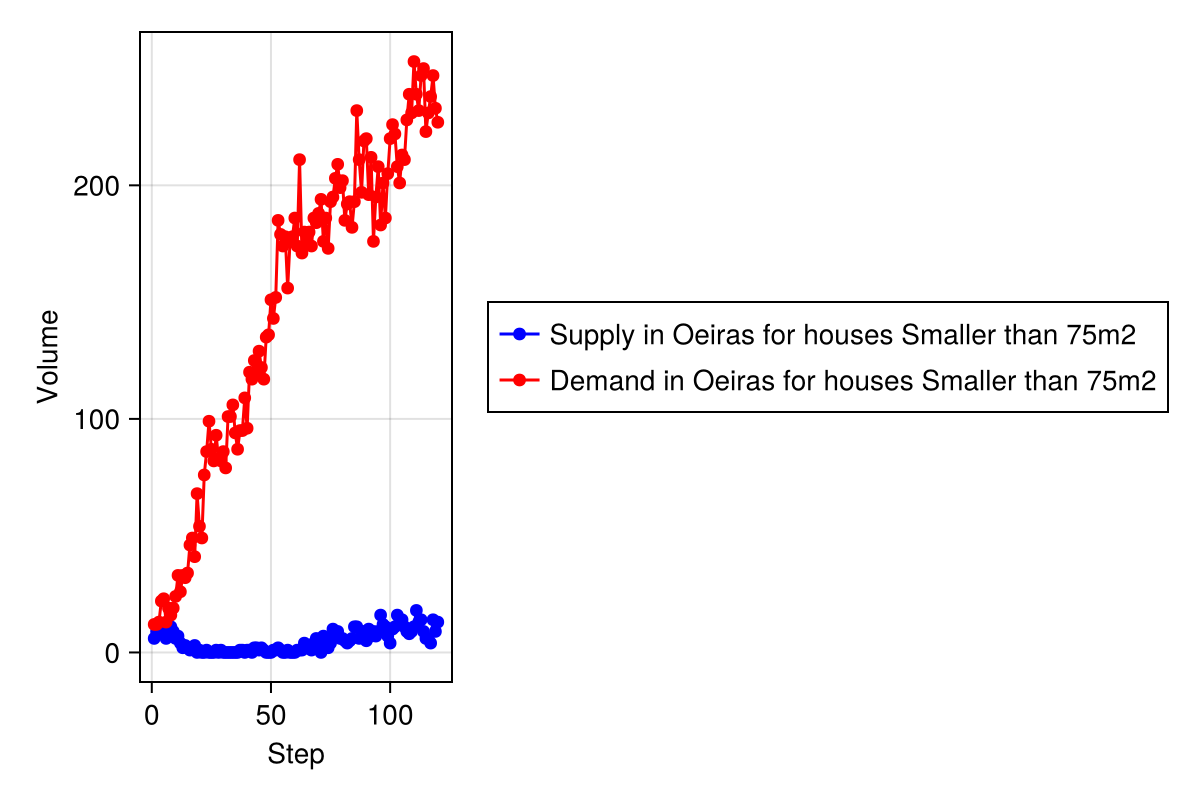 Volume
200
100
0
0 50 100
Step
Supply in Oeiras for houses Smaller than 75m2
Demand in Oeiras for houses Smaller than 75m2